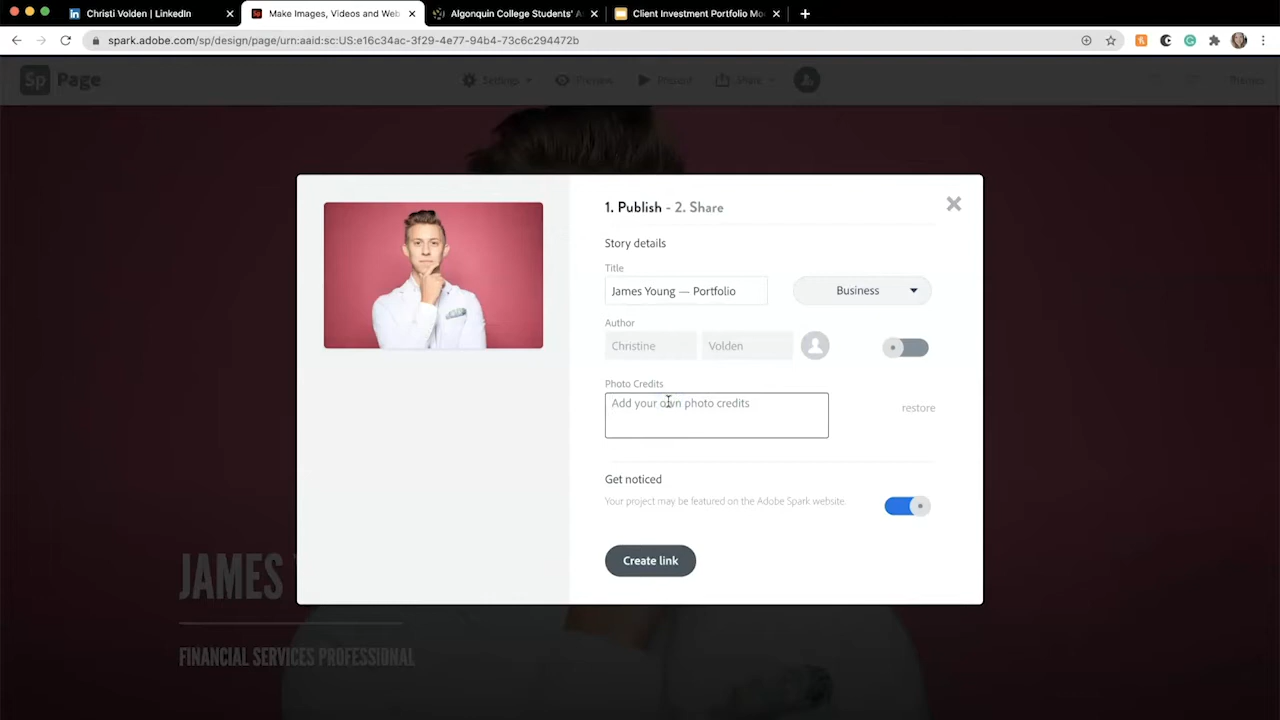 Christi Volden | LinkedIn
Make Images, Videos and Web
Algonquin College Students' A
Client Investment Portfolio Mo
spark.adobe.com/sp/design/page/urn:aaid:sc:US:e16c34ac-3f29-4e77-94b4-73c6c294472b
Sp Page
Settings
Preview
Present
Share
Themes
1. Publish - 2. Share
Story details
Title
James Young — Portfolio
Business
Author
Christine
Volden
Photo Credits
Add your own photo credits
restore
Get noticed
Your project may be featured on the Adobe Spark website.
Create link
JAMES
FINANCIAL SERVICES PROFESSIONAL